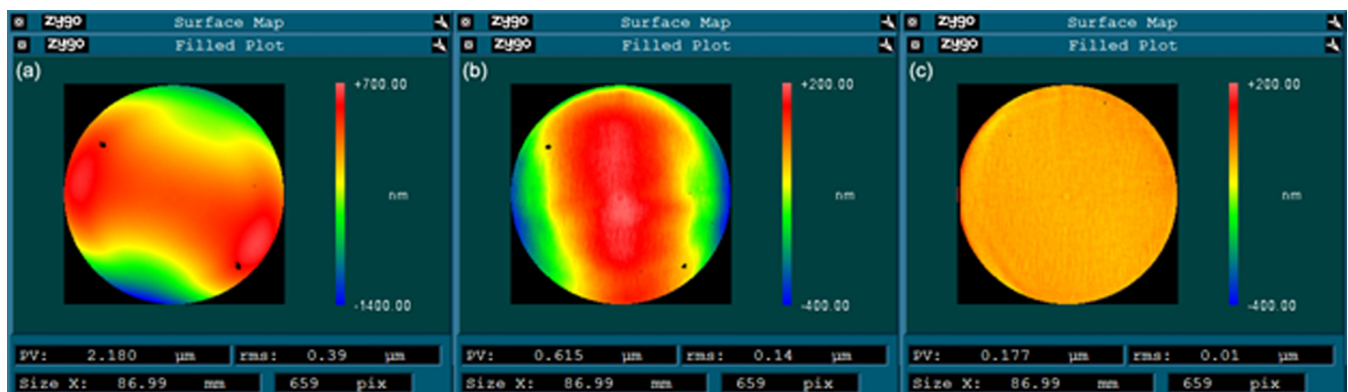 zygo Surface Map
zygo Filled Plot
(a)
+700.00
nm
-1400.00
PV: 2.180 µm rms: 0.39 µm
Size X: 86.99 mm 659 pix
zygo Surface Map
zygo Filled Plot
(b)
+200.00
nm
-400.00
PV: 0.615 µm rms: 0.14 µm
Size X: 86.99 mm 659 pix
zygo Surface Map
zygo Filled Plot
(c)
+200.00
nm
-400.00
PV: 0.177 µm rms: 0.01 µm
Size X: 86.99 mm 659 pix